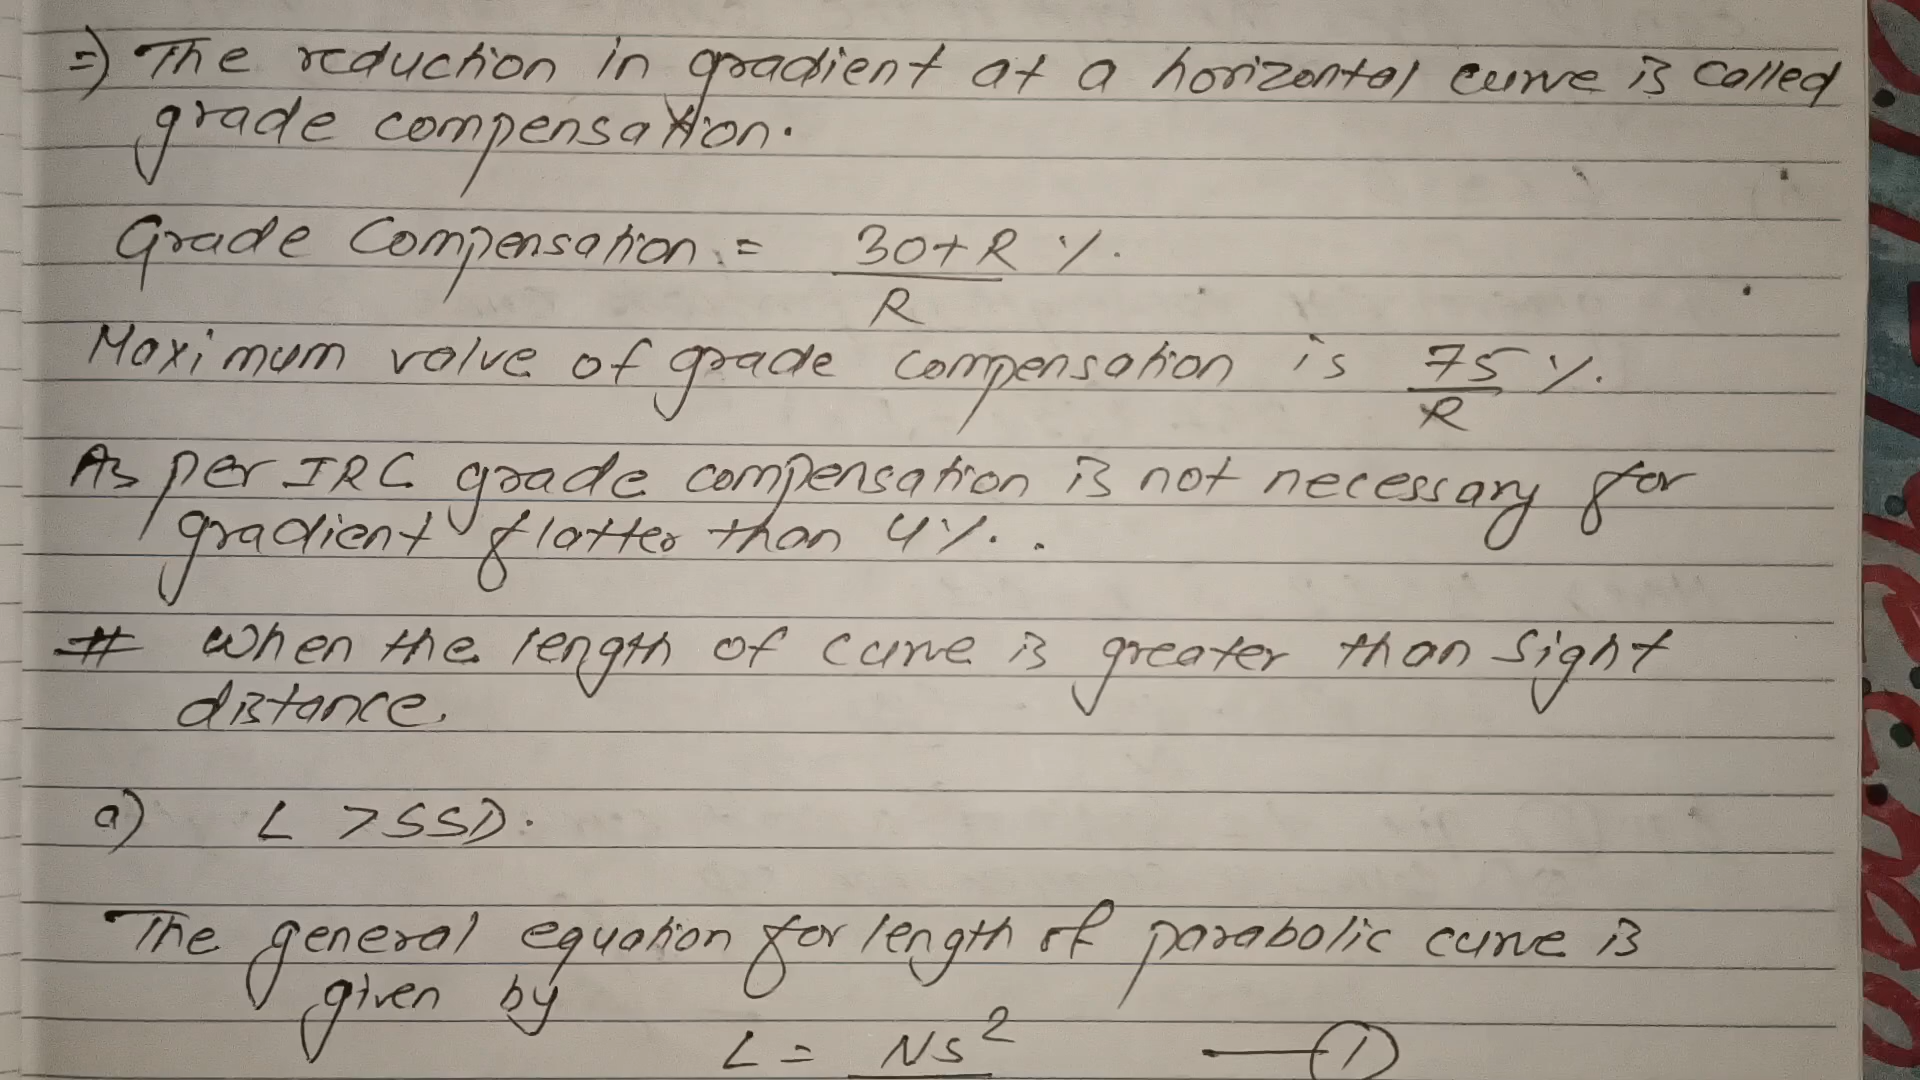 =) The reduction in gradient at a horizontal curve is called
grade compensation.
Grade Compensation = 30+R %.
R
Maximum value of grade compensation is 75 %.
R
As per IRC grade compensation is not necessary for
gradient flatter than 4%..
# When the length of curve is greater than Sight
distance.
a) L > SSD.
The general equation for length of parabolic curve is
given by
L = NS² — 1